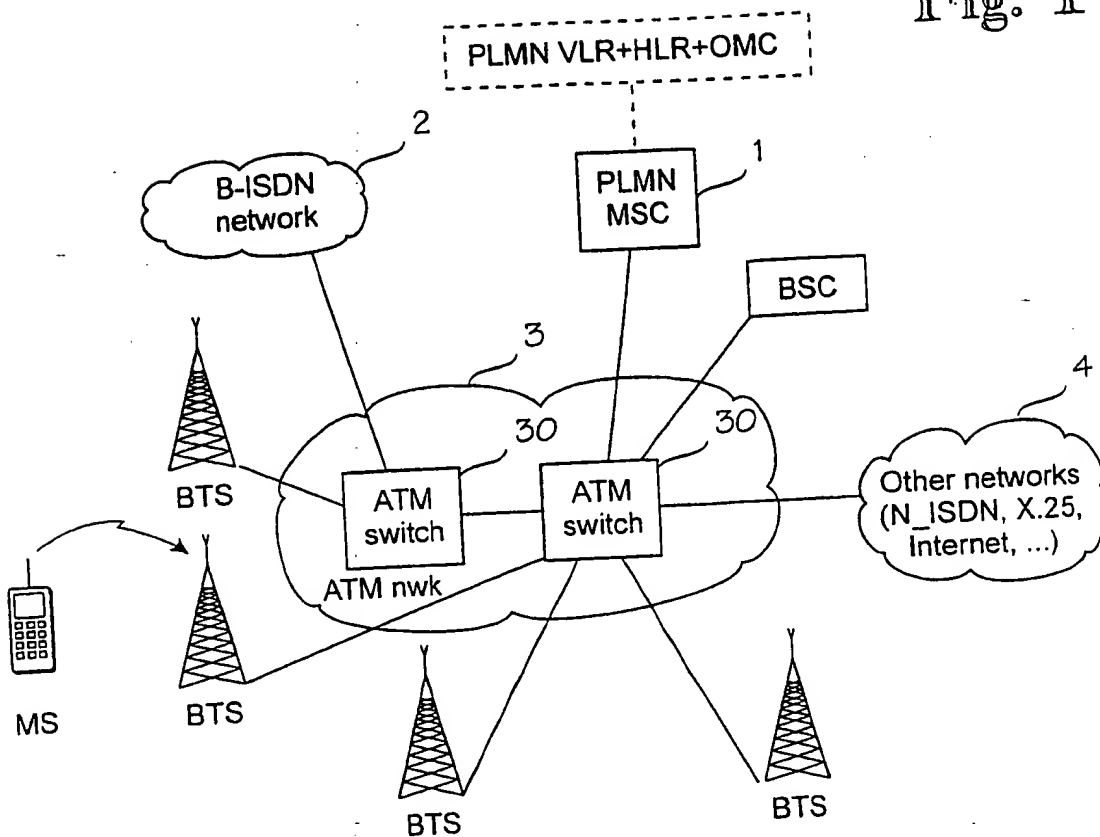 Fig. 1
PLMN VLR+HLR+OMC
2
1
B-ISDN
network
PLMN
MSC
BSC
3
4
30
30
BTS
ATM
switch
ATM
switch
Other networks
(N_ISDN, X.25,
Internet, ...)
ATM nwk
MS
BTS
BTS
BTS